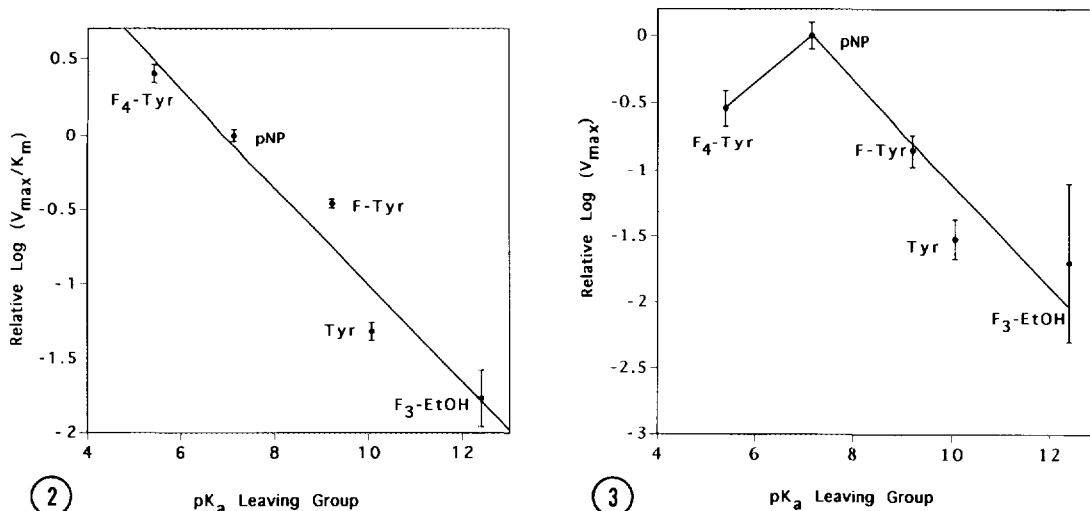 Relative Log (Vmax/Km)
0.5
0
-0.5
-1
-1.5
-2
F4-Tyr
pNP
F-Tyr
Tyr
F3-EtOH
4 6 8 10 12
pKa Leaving Group
2
Relative Log (Vmax)
0
-0.5
-1
-1.5
-2
-2.5
-3
pNP
F4-Tyr
F-Tyr
Tyr
F3-EtOH
4 6 8 10 12
pKa Leaving Group
3